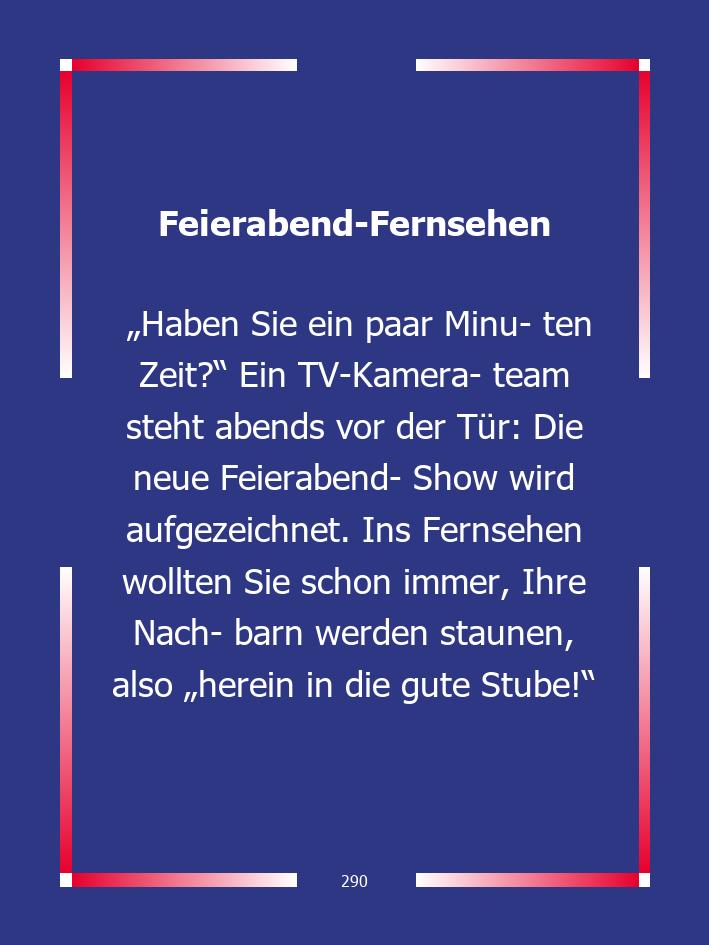 Feierabend-Fernsehen
„Haben Sie ein paar Minu- ten
Zeit?“ Ein TV-Kamera- team
steht abends vor der Tür: Die
neue Feierabend- Show wird
aufgezeichnet. Ins Fernsehen
wollten Sie schon immer, Ihre
Nach- barn werden staunen,
also „herein in die gute Stube!“
290